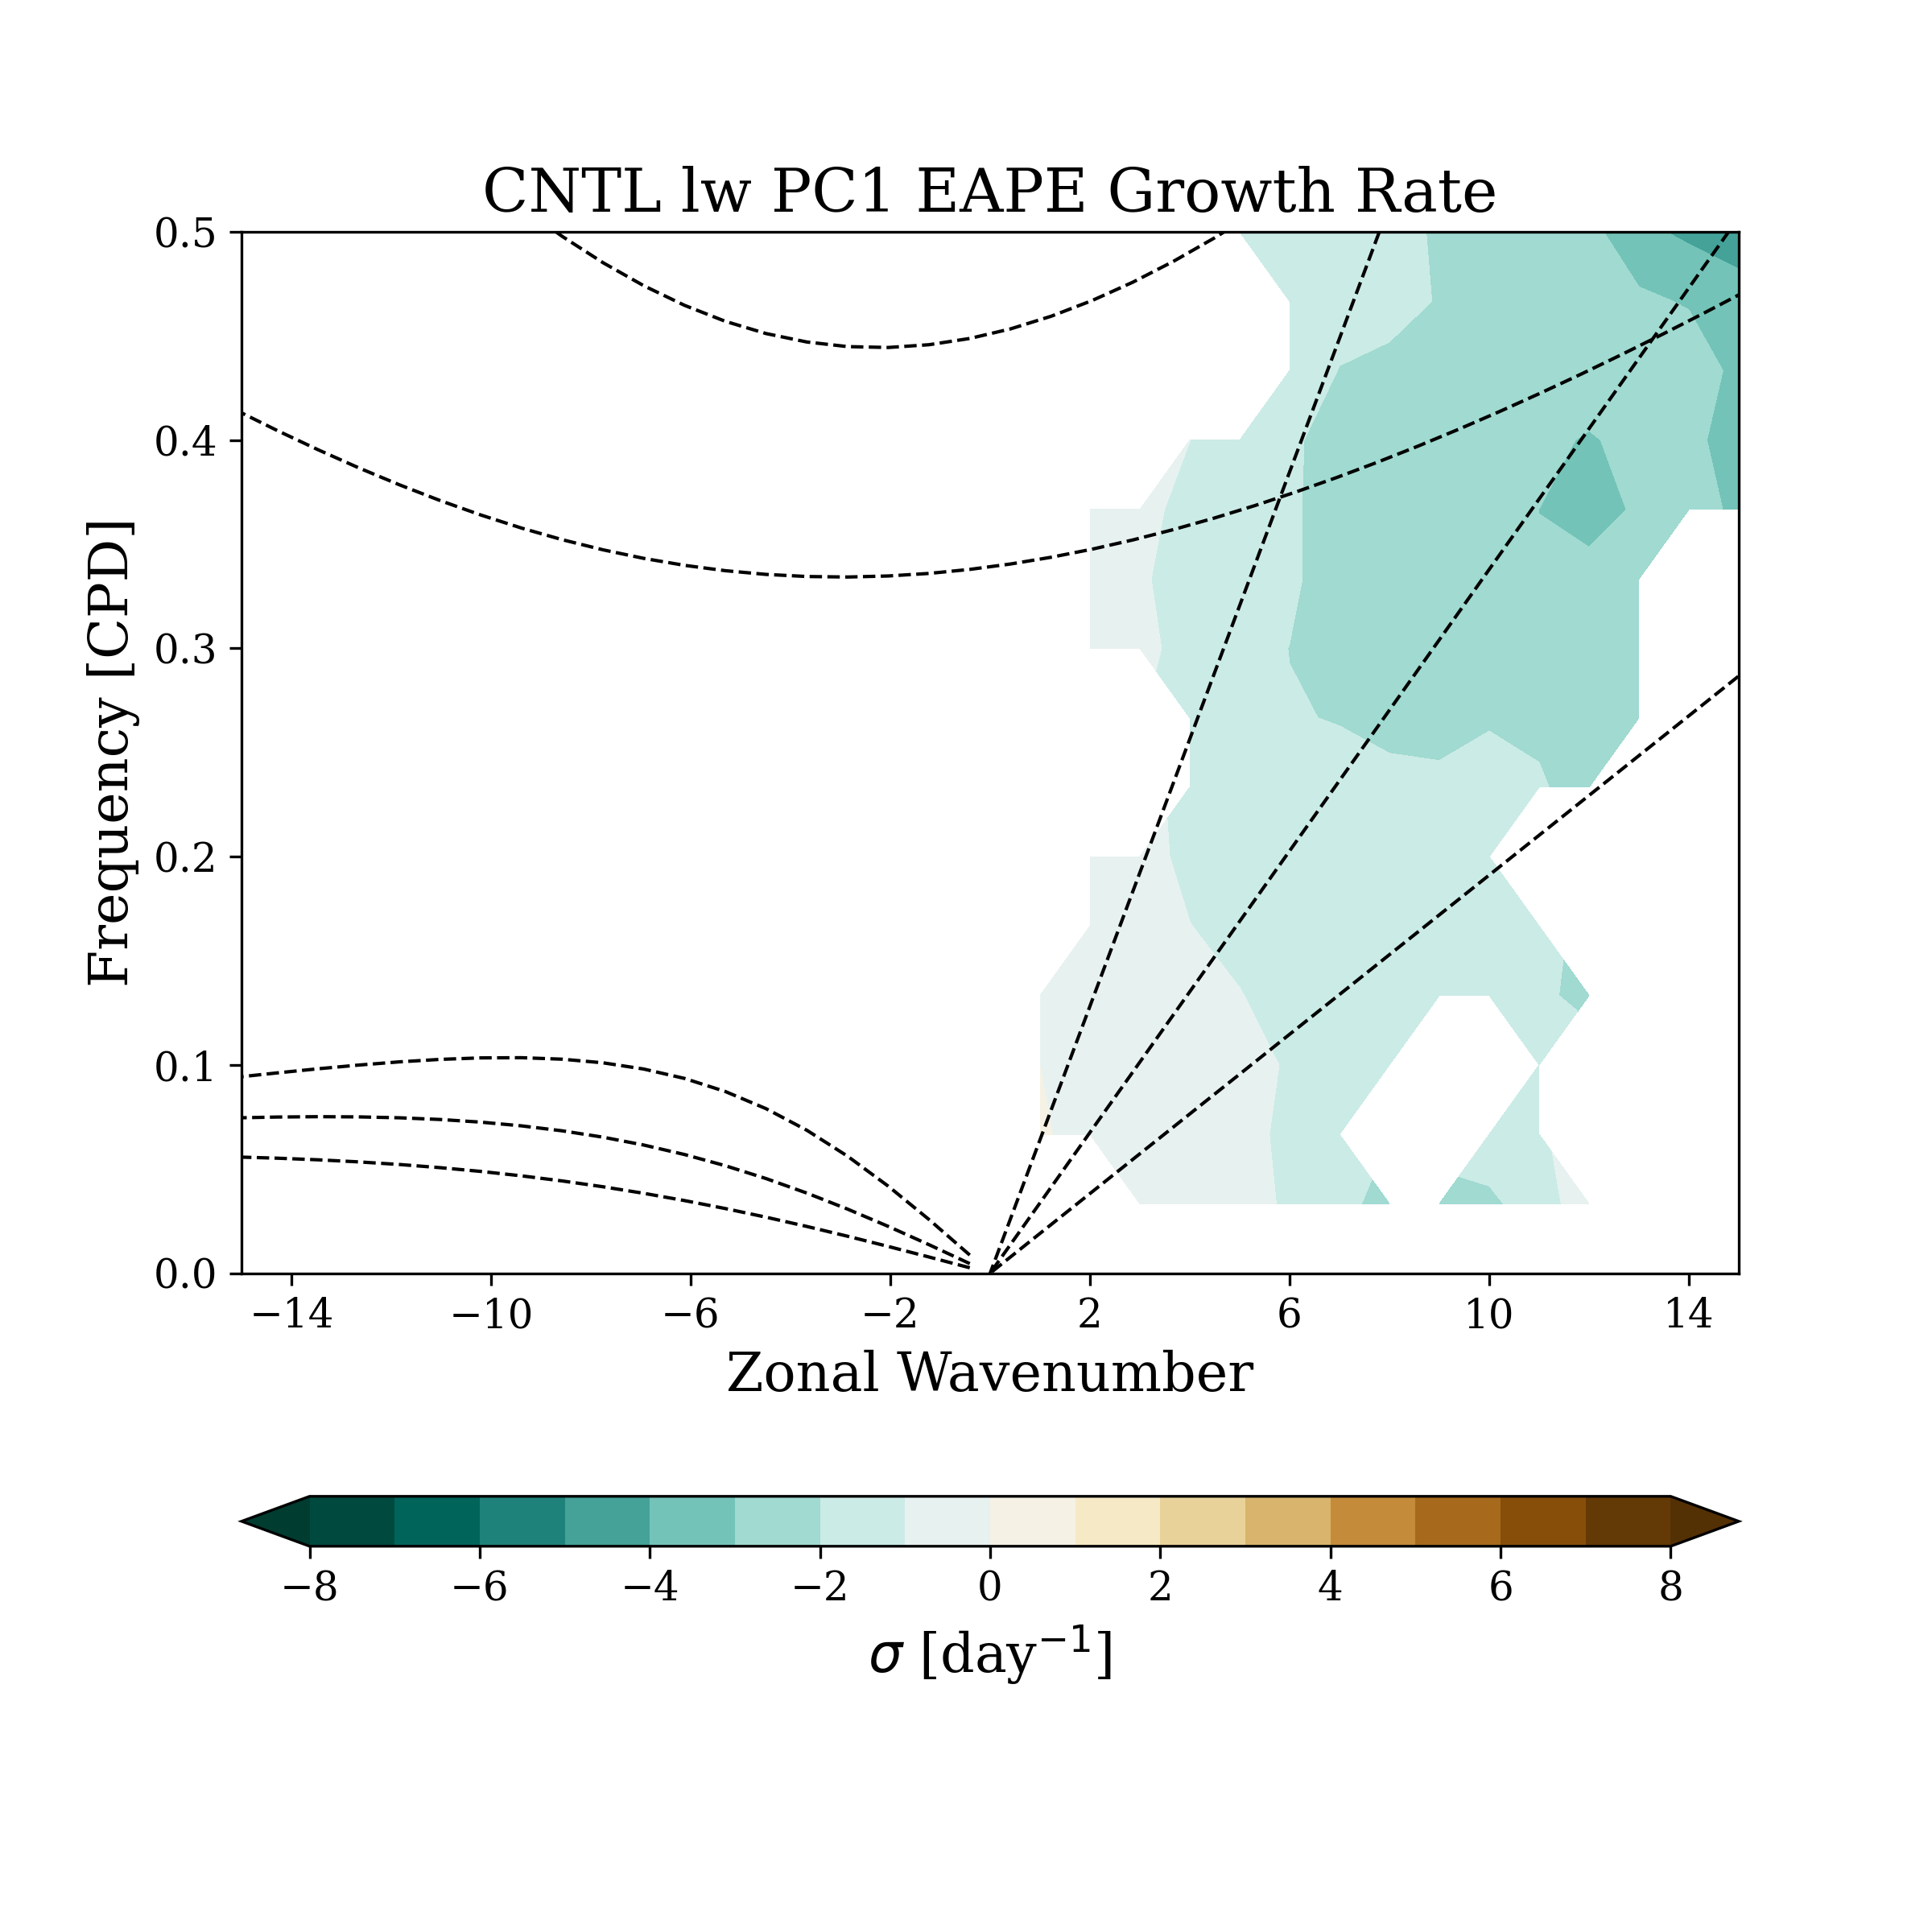 CNTL lw PC1 EAPE Growth Rate
0.5
0.4
0.3
0.2
0.1
0.0
Frequency [CPD]
−14 −10 −6 −2 2 6 10 14
Zonal Wavenumber
−8 −6 −4 −2 0 2 4 6 8
σ [day⁻¹]